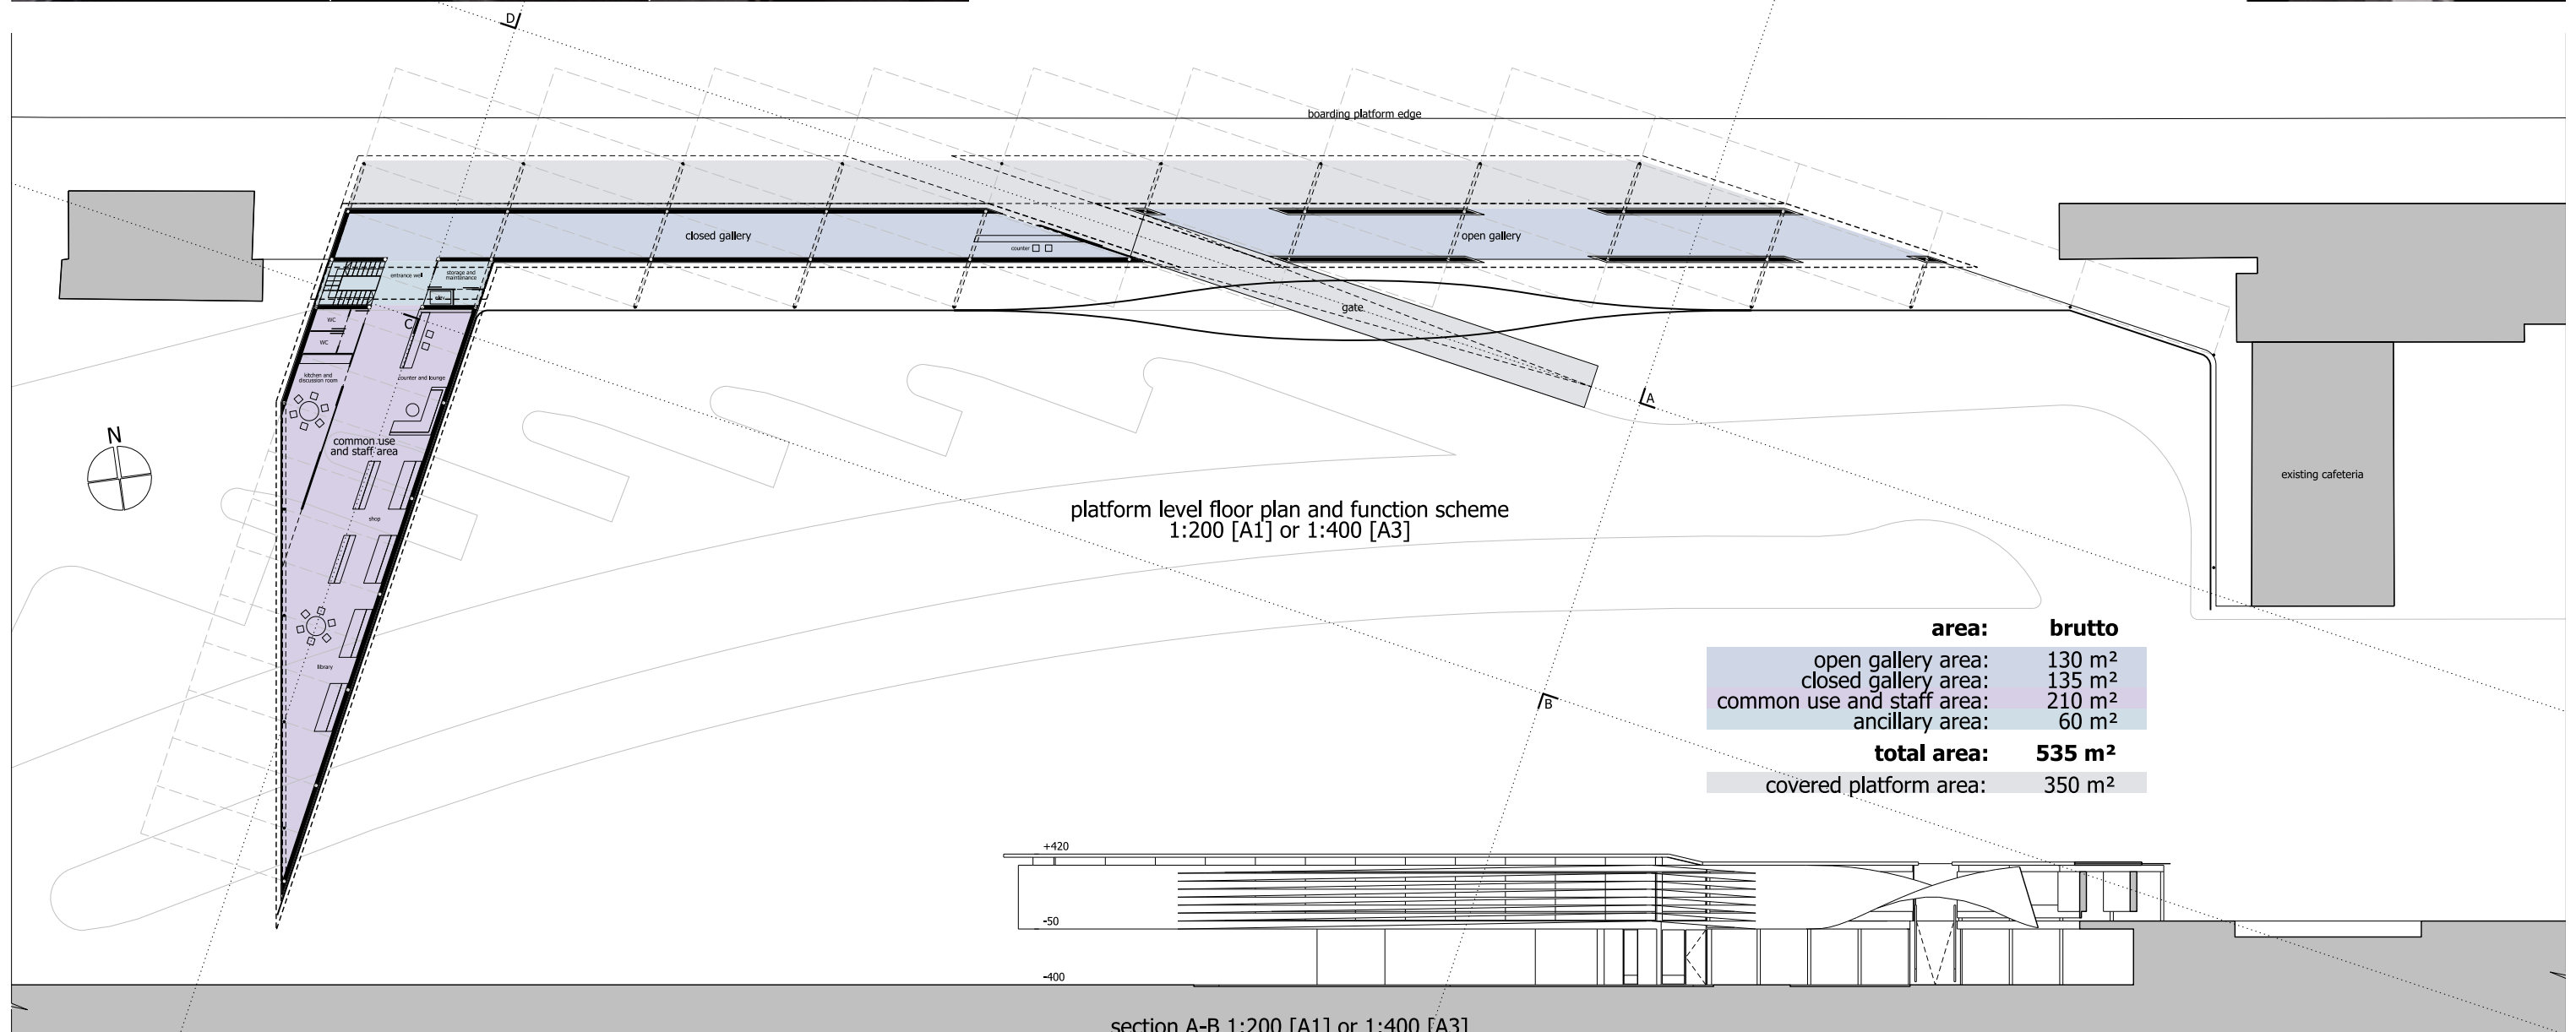 D
boarding platform edge
closed gallery
counter
open gallery
entrance well
storage and
maintenance
gate
C
WC
WC
kitchen and
discussion room
counter and lounge
A
N
common use
and staff area
existing cafeteria
shop
platform level floor plan and function scheme
1:200 [A1] or 1:400 [A3]
library
B
area: brutto
open gallery area: 130 m²
closed gallery area: 135 m²
common use and staff area: 210 m²
ancillary area: 60 m²
total area: 535 m²
covered platform area: 350 m²
+420
-50
-400
section A-B 1:200 [A1] or 1:400 [A3]